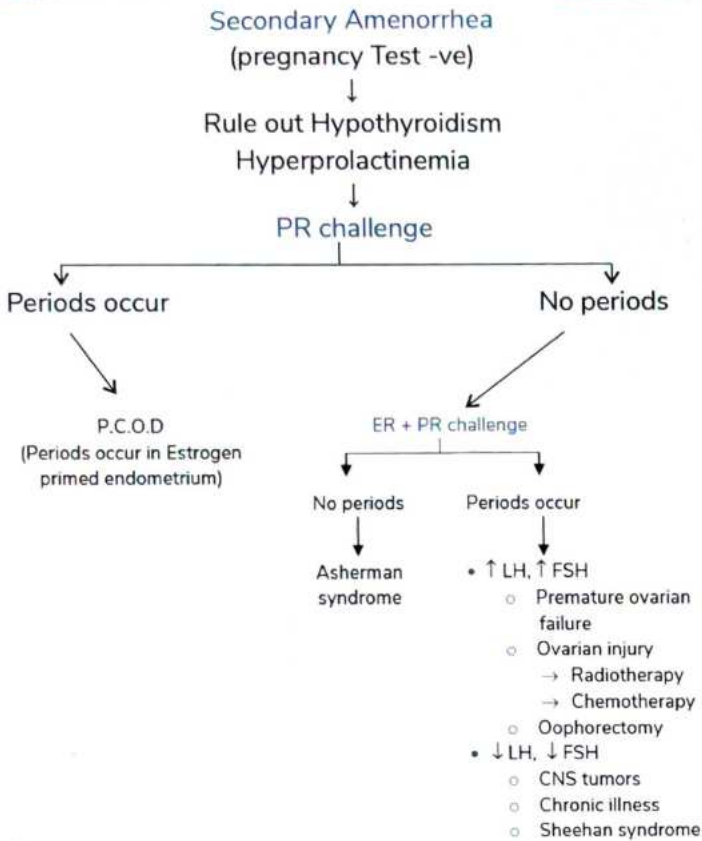 Secondary Amenorrhea
(pregnancy Test -ve)
↓
Rule out Hypothyroidism
Hyperprolactinemia
↓
PR challenge
Periods occur
No periods
P.C.O.D
(Periods occur in Estrogen
primed endometrium)
ER + PR challenge
No periods
Periods occur
Asherman
syndrome
• ↑ LH, ↑ FSH
○ Premature ovarian
failure
○ Ovarian injury
→ Radiotherapy
→ Chemotherapy
○ Oophorectomy
• ↓ LH, ↓ FSH
○ CNS tumors
○ Chronic illness
○ Sheehan syndrome